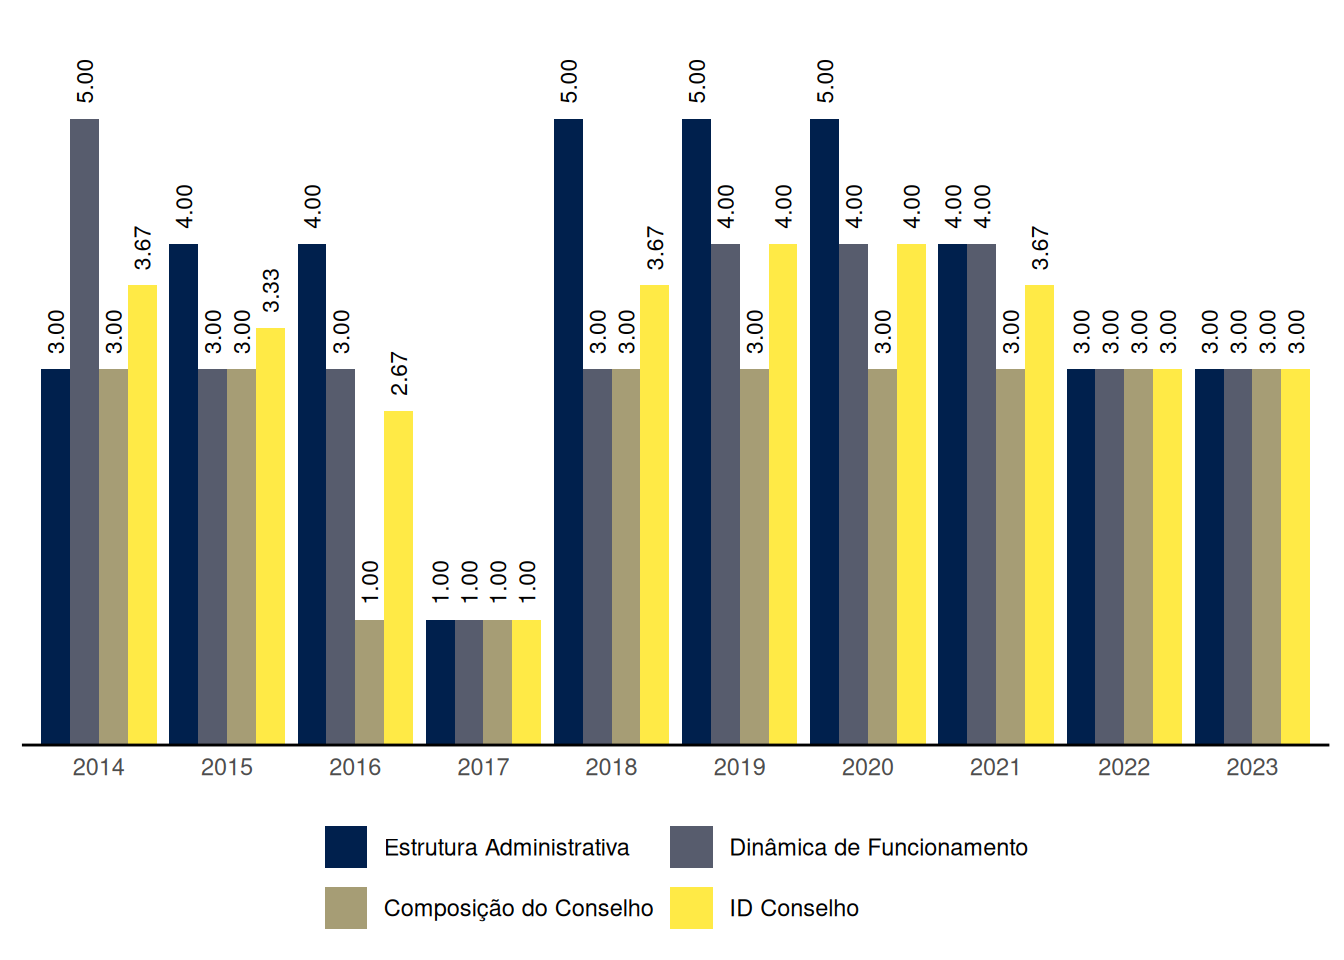 3.00 5.00 3.00 3.67 4.00 3.00 3.00 3.33 4.00 3.00 1.00 2.67 1.00 1.00 1.00 1.00 5.00 3.00 3.00 3.67 5.00 4.00 3.00 4.00 5.00 4.00 3.00 4.00 4.00 4.00 3.00 3.67 3.00 3.00 3.00 3.00 3.00 3.00 3.00 3.00
2014 2015 2016 2017 2018 2019 2020 2021 2022 2023
Estrutura Administrativa Dinâmica de Funcionamento
Composição do Conselho ID Conselho